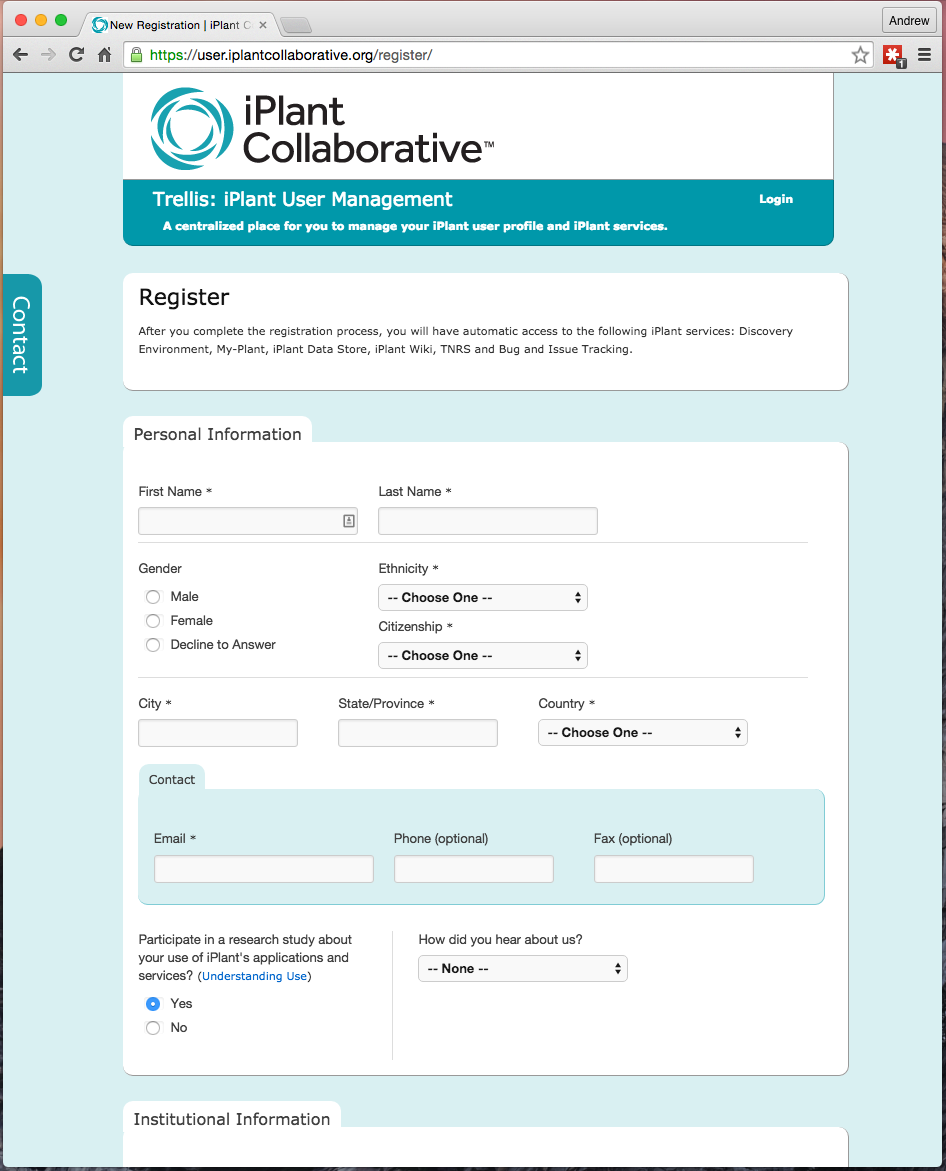 New Registration | iPlant C
Andrew
https://user.iplantcollaborative.org/register/
1
iPlant
Collaborative™
Trellis: iPlant User Management
Login
A centralized place for you to manage your iPlant user profile and iPlant services.
Contact
Register
After you complete the registration process, you will have automatic access to the following iPlant services: Discovery
Environment, My-Plant, iPlant Data Store, iPlant Wiki, TNRS and Bug and Issue Tracking.
Personal Information
First Name * Last Name *
Gender Ethnicity *
Male -- Choose One --
Female Citizenship *
Decline to Answer -- Choose One --
City * State/Province * Country *
-- Choose One --
Contact
Email * Phone (optional) Fax (optional)
Participate in a research study about
your use of iPlant's applications and
services? (Understanding Use)
Yes
No
How did you hear about us?
-- None --
Institutional Information